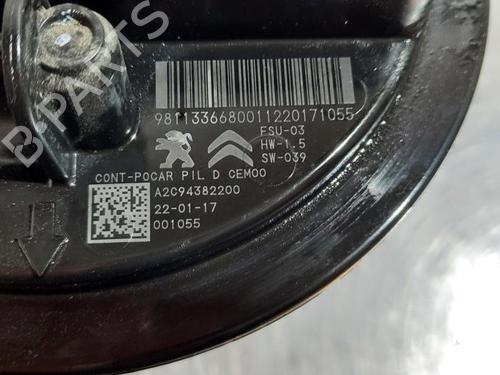 B-PARTS
9811336680011220171055
FSU-03
HW-1.5
SW-039
CONT-POCAR PIL D CEMOO
A2C94382200
22-01-17
001055